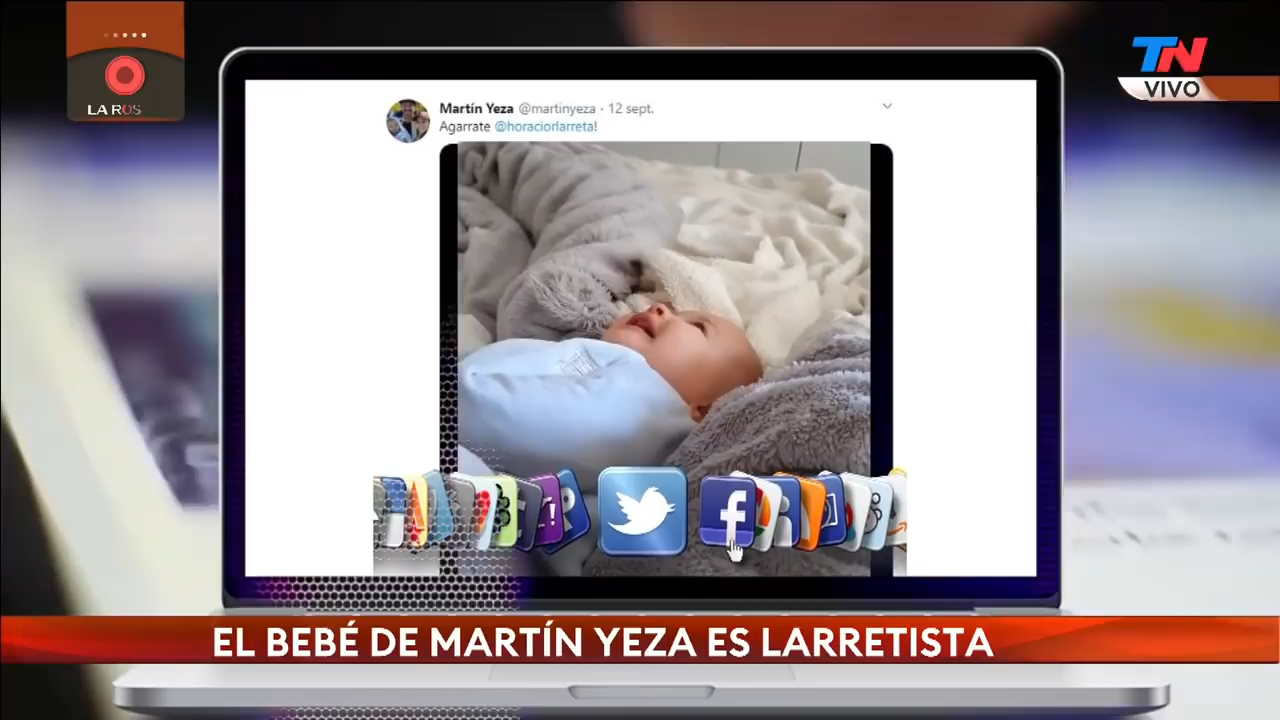 LA ROS
TN
VIVO
Martín Yeza @martinyeza · 12 sept.
Agarrate @horaciorlarreta!
EL BEBÉ DE MARTÍN YEZA ES LARRETISTA